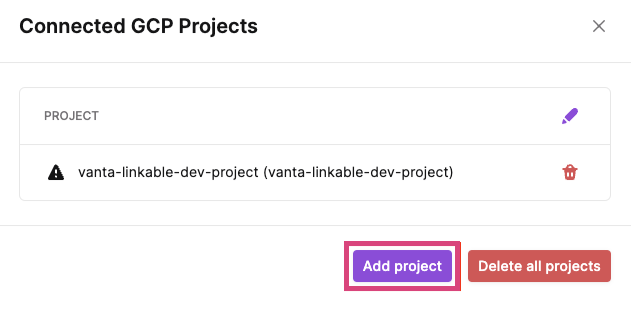 Connected GCP Projects
PROJECT
vanta-linkable-dev-project (vanta-linkable-dev-project)
Add project
Delete all projects